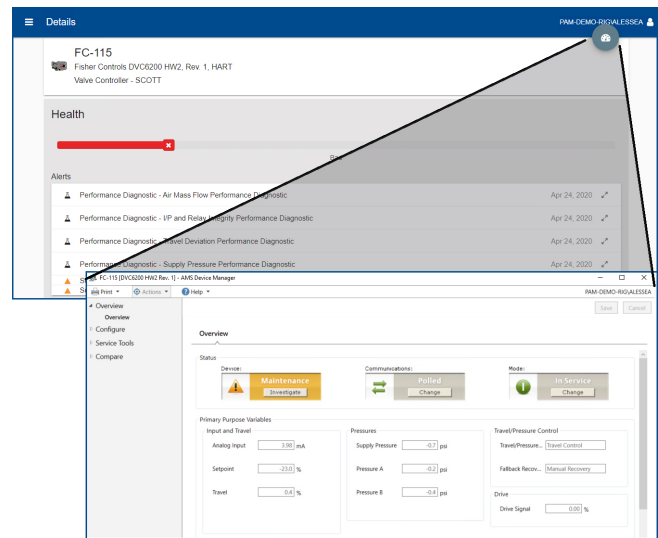 Details
PAM-DEMO-RIG\ALESSEA
FC-115
Fisher Controls DVC6200 HW2, Rev. 1, HART
Valve Controller - SCOTT
Health
Bad
Alerts
Performance Diagnostic - Air Mass Flow Performance Diagnostic Apr 24, 2020
Performance Diagnostic - I/P and Relay Integrity Performance Diagnostic Apr 24, 2020
Performance Diagnostic - Travel Deviation Performance Diagnostic Apr 24, 2020
Performance Diagnostic - Supply Pressure Performance Diagnostic Apr 24, 2020
FC-115 [DVC6200 HW2 Rev. 1] - AMS Device Manager
Print Actions Help PAM-DEMO-RIG\ALESSEA
Save Cancel
Overview
Overview
Configure
Service Tools
Compare
Overview
Status
Device: Communications: Mode:
Maintenance Polled In Service
Investigate Change Change
Primary Purpose Variables
Input and Travel Pressures Travel/Pressure Control
Analog Input 3.98 mA Supply Pressure -0.7 psi Travel/Pressure... Travel Control
Setpoint -23.0 % Pressure A -0.2 psi Fallback Recov... Manual Recovery
Travel 0.4 % Pressure B -0.4 psi Drive
Drive Signal 0.00 %